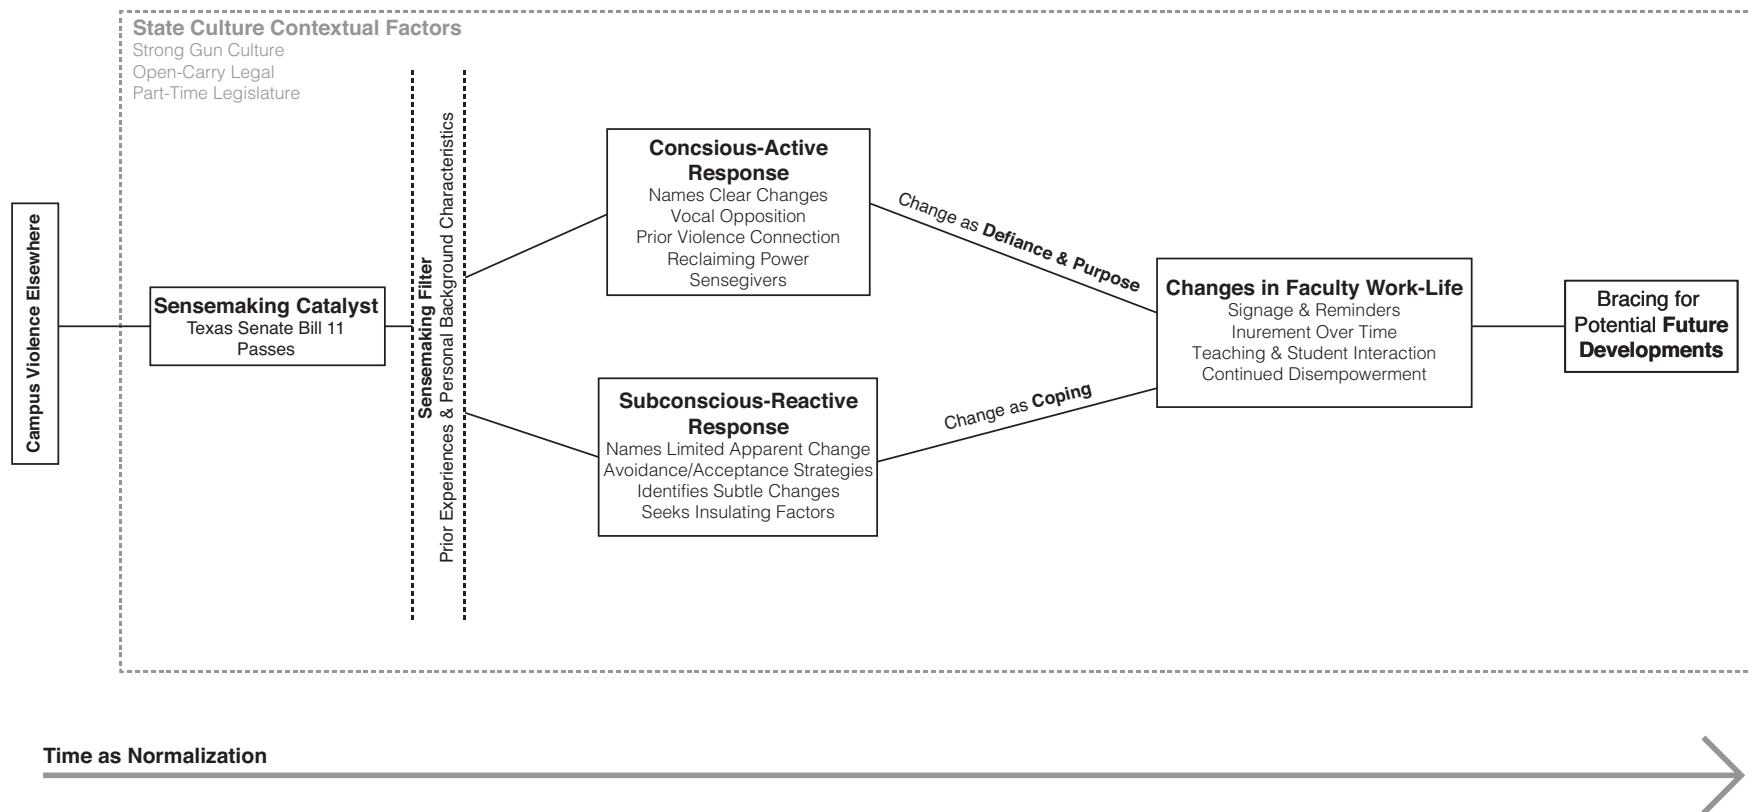 State Culture Contextual Factors
Strong Gun Culture
Open-Carry Legal
Part-Time Legislature
Campus Violence Elsewhere
Sensemaking Catalyst
Texas Senate Bill 11
Passes
Sensemaking Filter
Prior Experiences & Personal Background Characteristics
Concsious-Active
Response
Names Clear Changes
Vocal Opposition
Prior Violence Connection
Reclaiming Power
Sensegivers
Subconscious-Reactive
Response
Names Limited Apparent Change
Avoidance/Acceptance Strategies
Identifies Subtle Changes
Seeks Insulating Factors
Change as Defiance & Purpose
Change as Coping
Changes in Faculty Work-Life
Signage & Reminders
Inurement Over Time
Teaching & Student Interaction
Continued Disempowerment
Bracing for
Potential Future
Developments
Time as Normalization